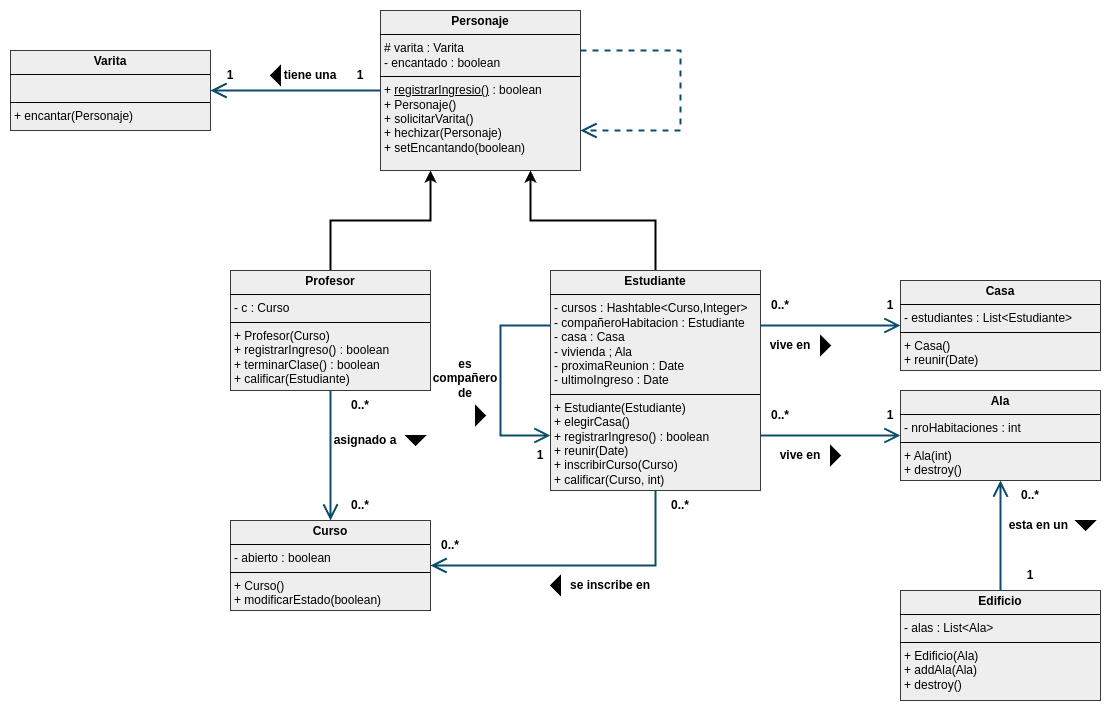 Personaje
# varita : Varita
- encantado : boolean
+ registrarIngresio() : boolean
+ Personaje()
+ solicitarVarita()
+ hechizar(Personaje)
+ setEncantando(boolean)
Varita
+ encantar(Personaje)
1
tiene una
1
Profesor
- c : Curso
+ Profesor(Curso)
+ registrarIngreso() : boolean
+ terminarClase() : boolean
+ calificar(Estudiante)
Estudiante
- cursos : Hashtable<Curso,Integer>
- compañeroHabitacion : Estudiante
- casa : Casa
- vivienda ; Ala
- proximaReunion : Date
- ultimoIngreso : Date
+ Estudiante(Estudiante)
+ elegirCasa()
+ registrarIngreso() : boolean
+ reunir(Date)
+ inscribirCurso(Curso)
+ calificar(Curso, int)
es
compañero
de
1
0..*
1
vive en
Casa
- estudiantes : List<Estudiante>
+ Casa()
+ reunir(Date)
0..*
1
vive en
Ala
- nroHabitaciones : int
+ Ala(int)
+ destroy()
0..*
asignado a
0..*
Curso
- abierto : boolean
+ Curso()
+ modificarEstado(boolean)
0..*
0..*
se inscribe en
0..*
esta en un
1
Edificio
- alas : List<Ala>
+ Edificio(Ala)
+ addAla(Ala)
+ destroy()